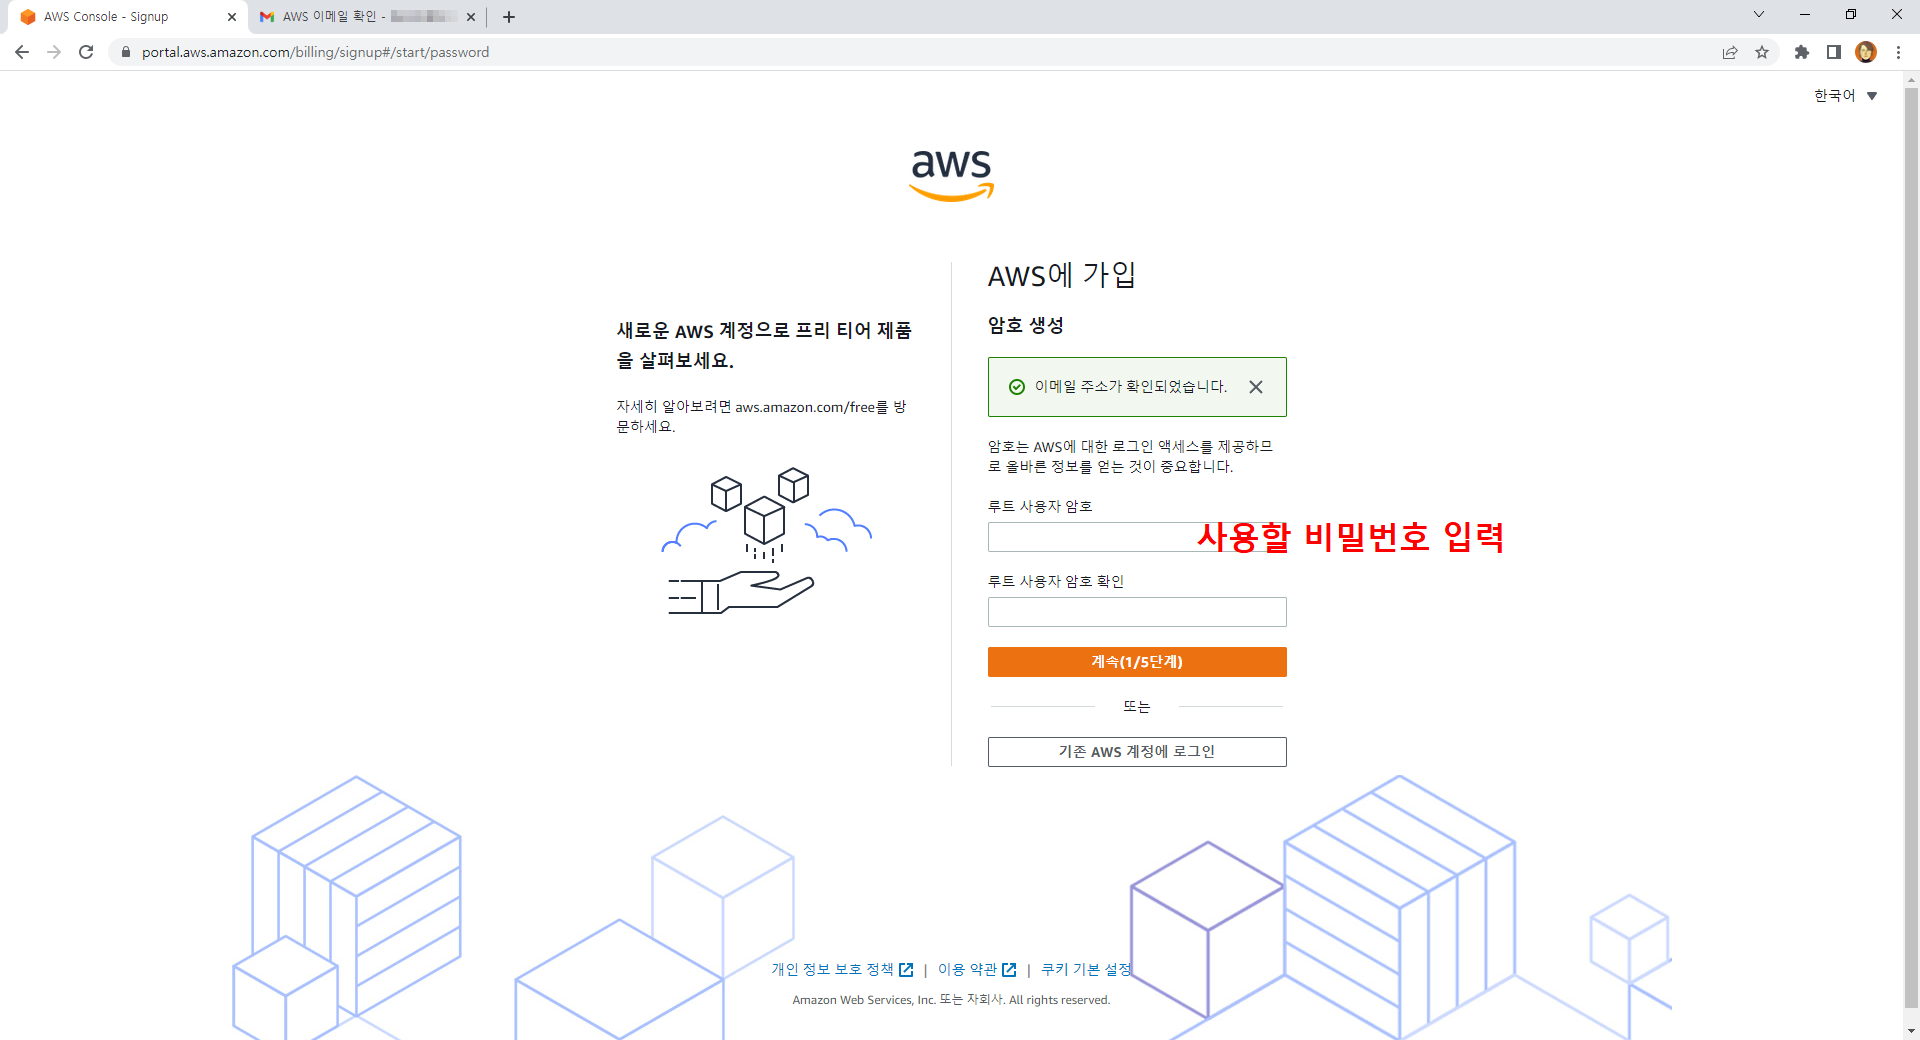 AWS Console - Signup
AWS 이메일 확인 -
portal.aws.amazon.com/billing/signup#/start/password
한국어
aws
새로운 AWS 계정으로 프리 티어 제품
을 살펴보세요.
자세히 알아보려면 aws.amazon.com/free를 방
문하세요.
AWS에 가입
암호 생성
이메일 주소가 확인되었습니다.
암호는 AWS에 대한 로그인 액세스를 제공하므
로 올바른 정보를 얻는 것이 중요합니다.
루트 사용자 암호
사용할 비밀번호 입력
루트 사용자 암호 확인
계속(1/5단계)
또는
기존 AWS 계정에 로그인
개인 정보 보호 정책 | 이용 약관 | 쿠키 기본 설정
Amazon Web Services, Inc. 또는 자회사. All rights reserved.